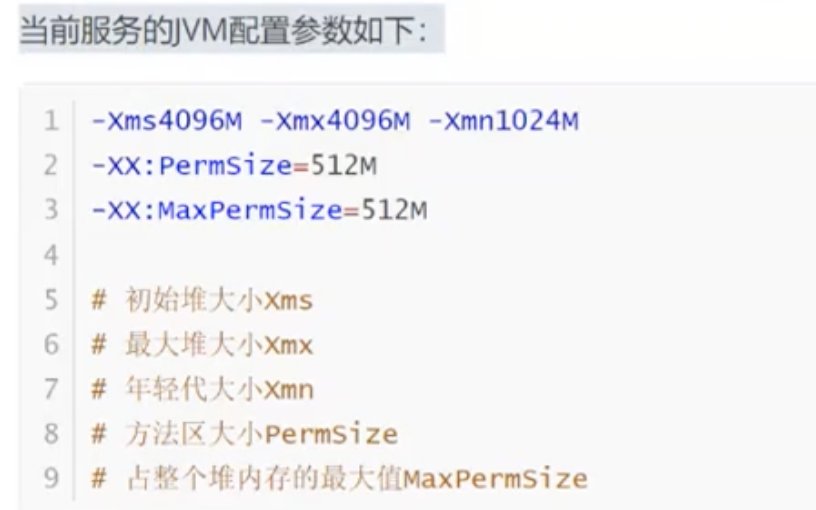 当前服务的JVM配置参数如下：
1 -Xms4096M -Xmx4096M -Xmn1024M
2 -XX:PermSize=512M
3 -XX:MaxPermSize=512M
4
5 # 初始堆大小Xms
6 # 最大堆大小Xmx
7 # 年轻代大小Xmn
8 # 方法区大小PermSize
9 # 占整个堆内存的最大值MaxPermSize